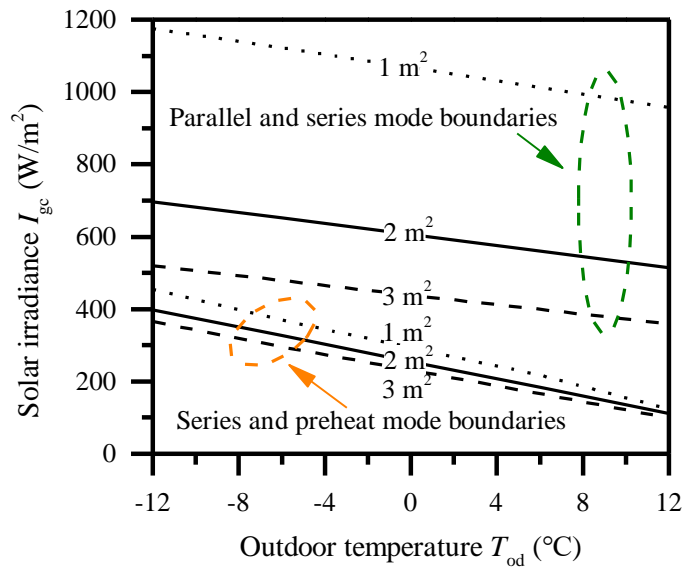 1200
1000
800
600
400
200
0
Solar irradiance I_gc (W/m²)
1 m²
Parallel and series mode boundaries
2 m²
3 m²
1 m²
2 m²
3 m²
Series and preheat mode boundaries
-12 -8 -4 0 4 8 12
Outdoor temperature T_od (°C)